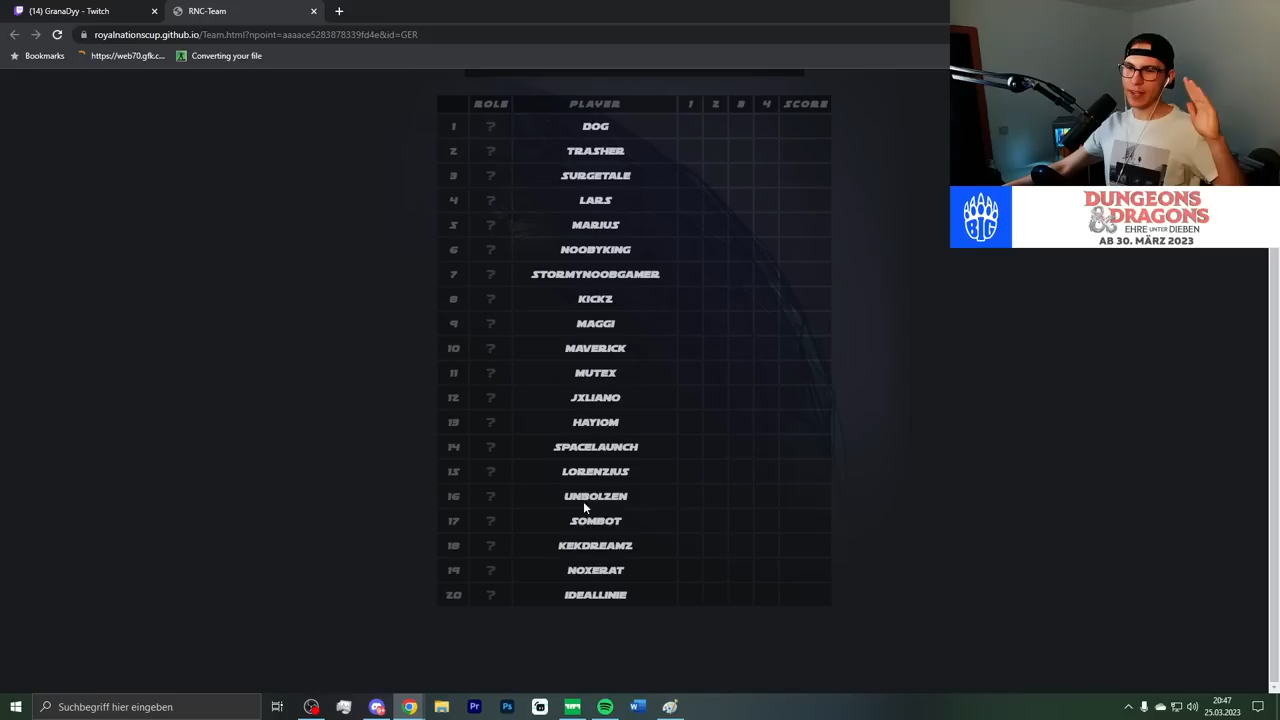 (14) GranaDyy - Twitch
RNC-Team
royalnationscup.github.io/Team.html?npoint=aaaace5283878339fd4e&id=GER
Bookmarks
https://web70.gfk.c...
Converting your file
ROLE PLAYER 1 2 3 4 SCORE
1 ? DOG
2 ? TRASHER
3 ? SURGETALE
4 ? LARS
5 ? MARIUS
6 ? NOOBYKING
7 ? STORMYNOOBGAMER
8 ? KICKZ
9 ? MAGGI
10 ? MAVERICK
11 ? MUTEX
12 ? JXLIANO
13 ? HAYIOM
14 ? SPACELAUNCH
15 ? LORENZIUS
16 ? UNBOLZEN
17 ? SOMBOT
18 ? KEKDREAMZ
19 ? NOXERAT
20 ? IDEALLINIE
BIG
DUNGEONS
& DRAGONS
EHRE UNTER DIEBEN
AB 30. MÄRZ 2023
Suchbegriff hier eingeben
Pr
Ps
W
20:47
25.03.2023